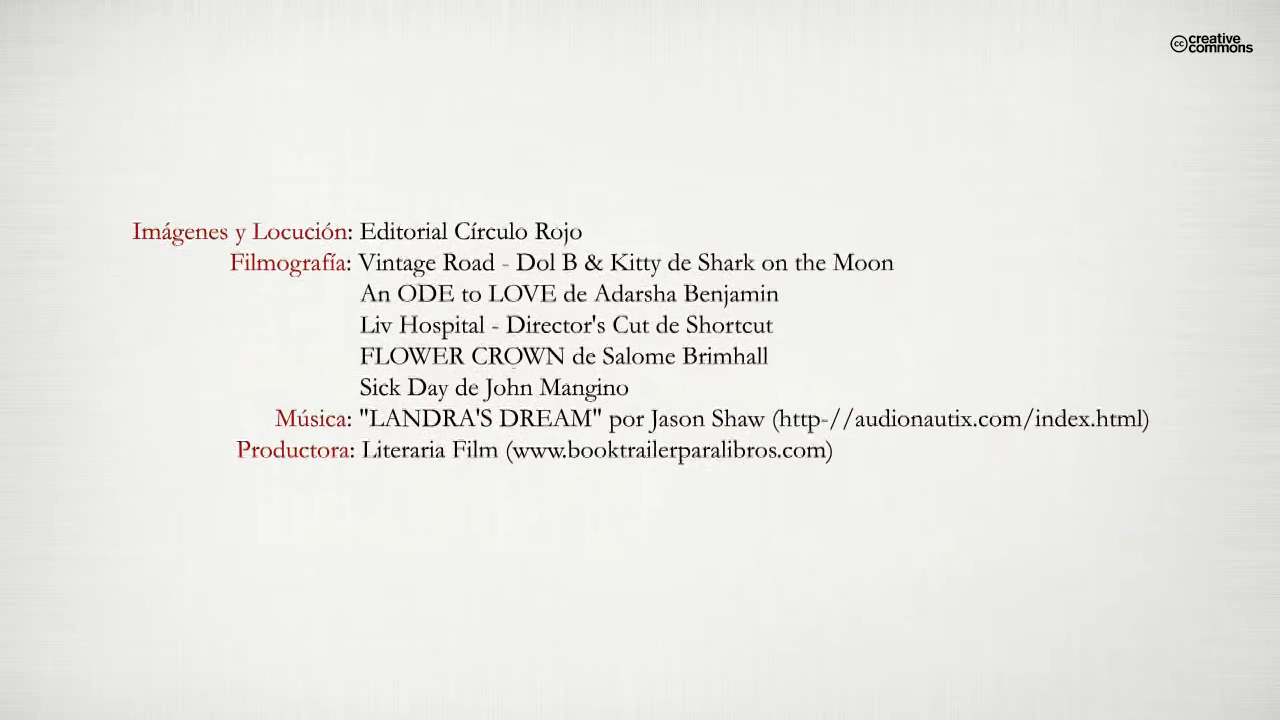 cc creative
commons
Imágenes y Locución: Editorial Círculo Rojo
Filmografía: Vintage Road - Dol B & Kitty de Shark on the Moon
An ODE to LOVE de Adarsha Benjamin
Liv Hospital - Director's Cut de Shortcut
FLOWER CROWN de Salome Brimhall
Sick Day de John Mangino
Música: "LANDRA'S DREAM" por Jason Shaw (http-//audionautix.com/index.html)
Productora: Literaria Film (www.booktrailerparalibros.com)